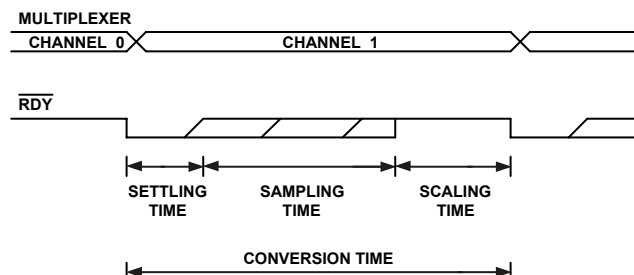 MULTIPLEXER
CHANNEL 0 CHANNEL 1
RDY
SETTLING TIME
SAMPLING TIME
SCALING TIME
CONVERSION TIME